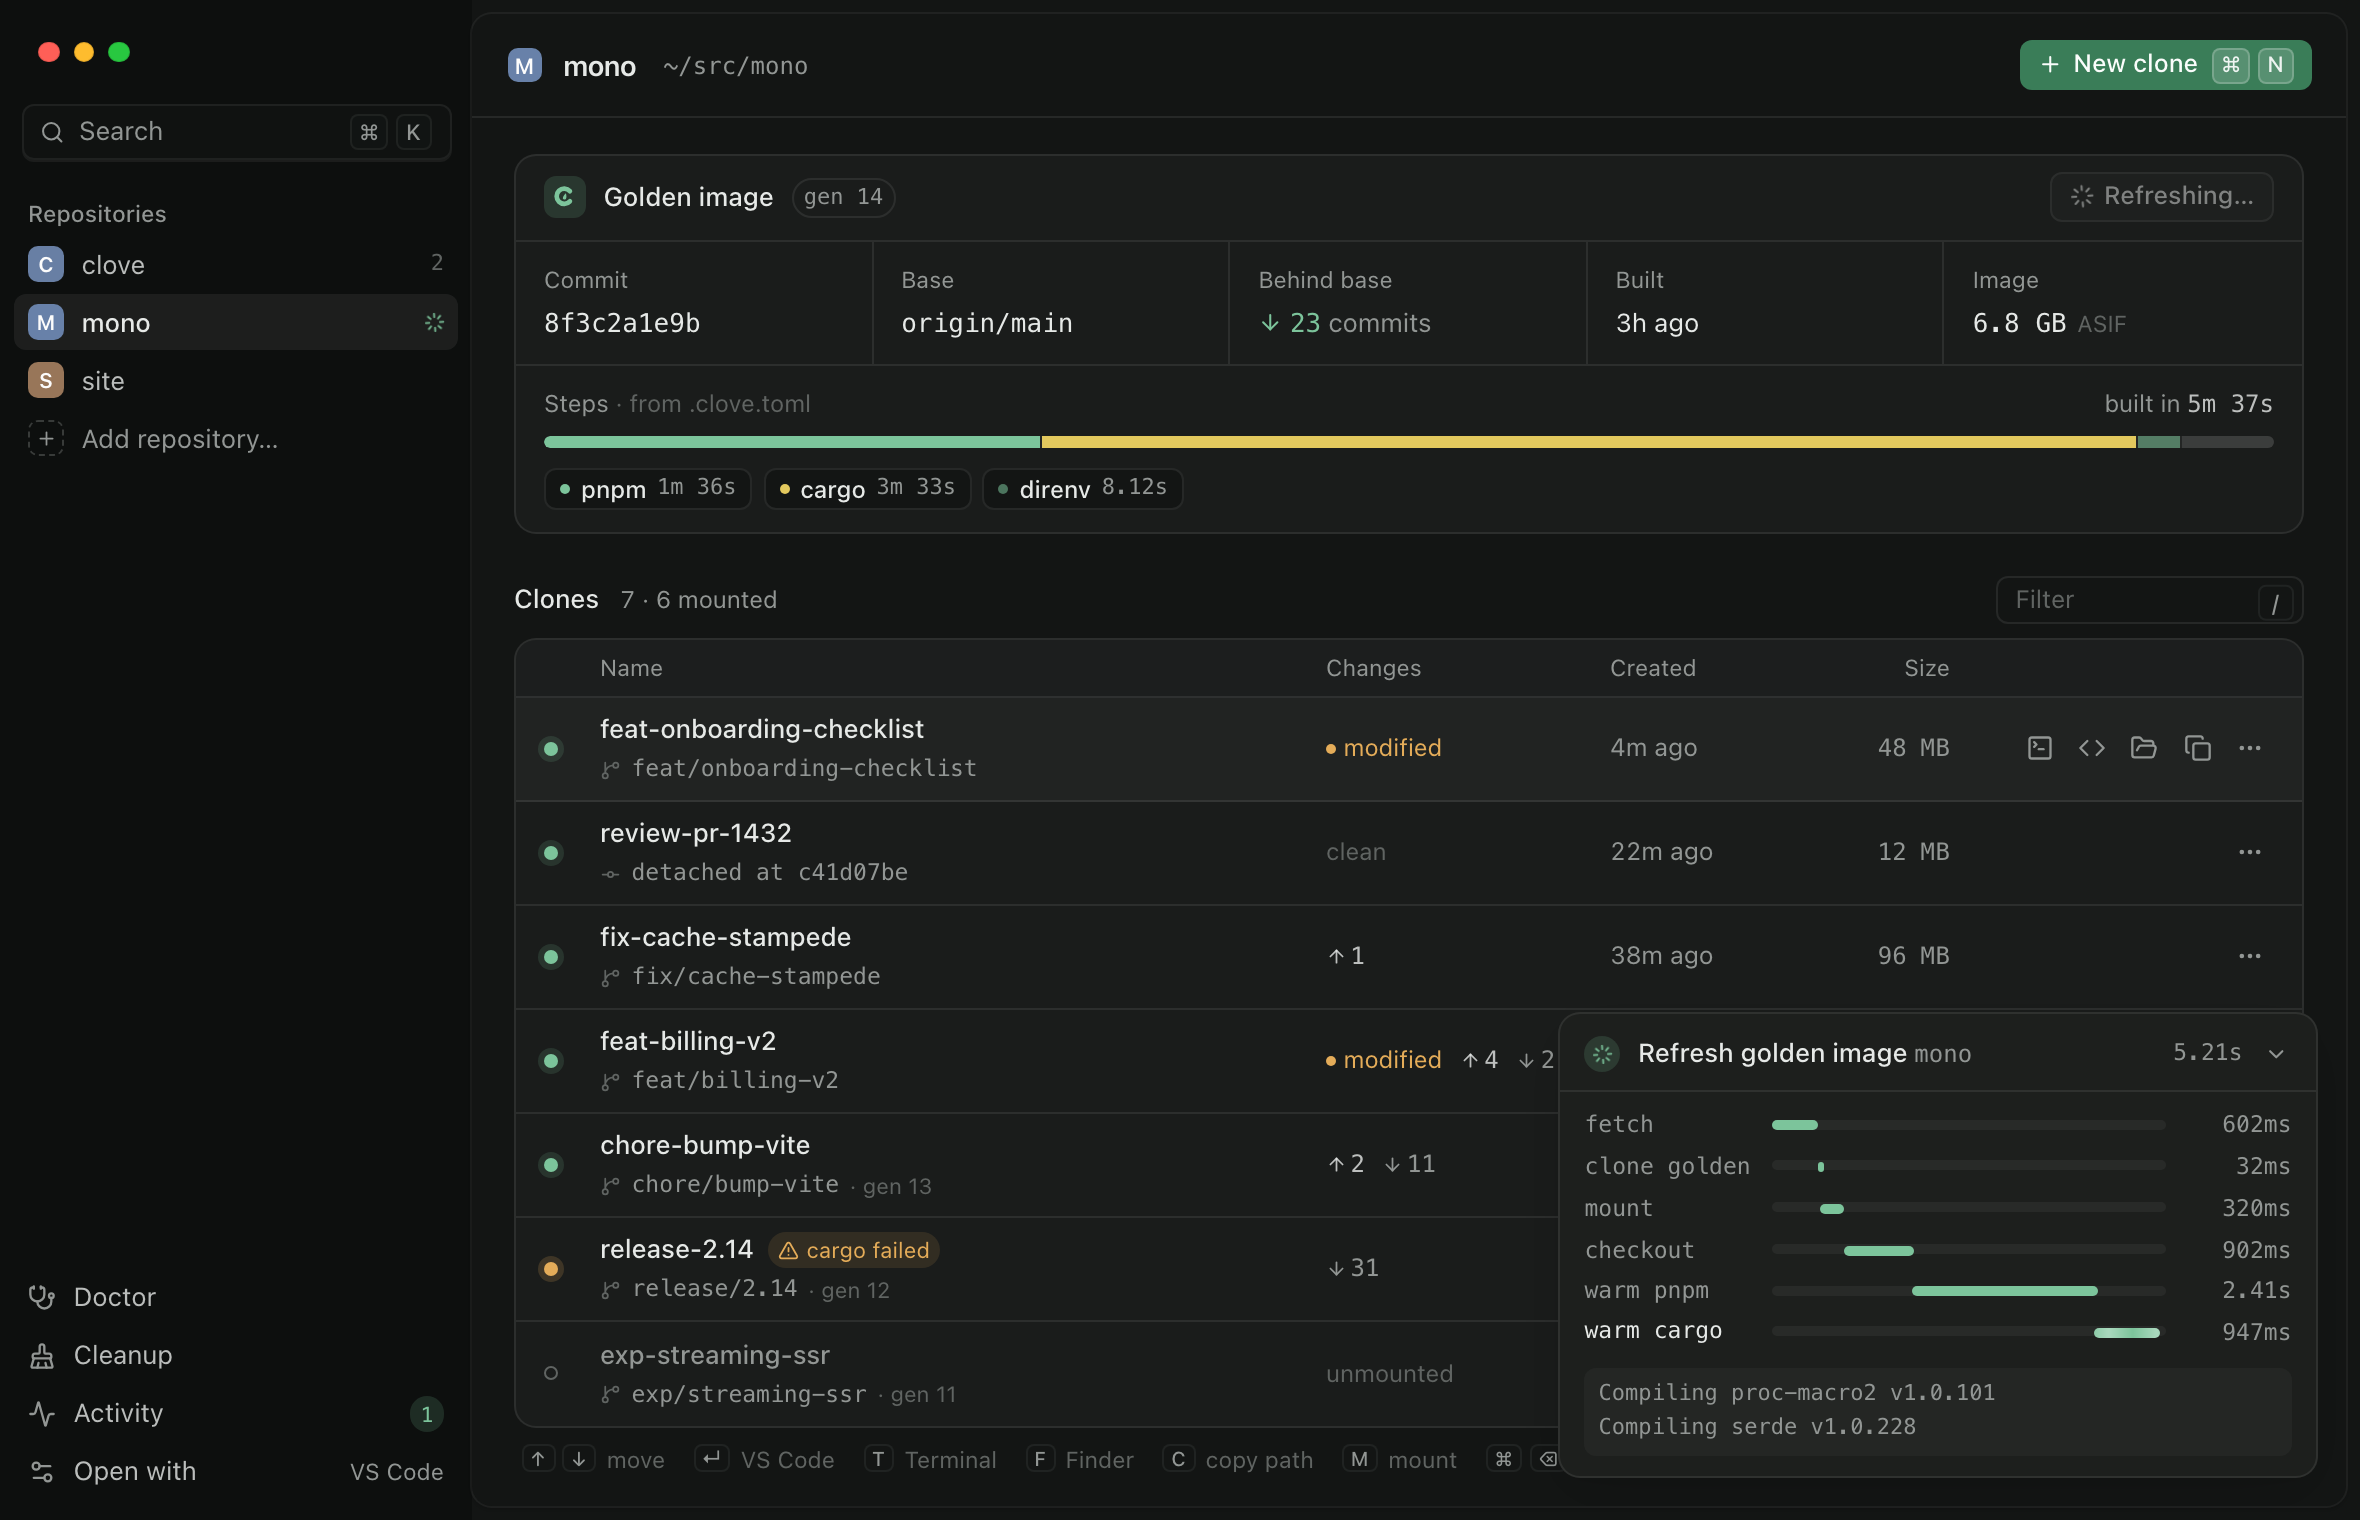 Search ⌘ K
Repositories
C clove 2
M mono
S site
+ Add repository...
Doctor
Cleanup
Activity 1
Open with VS Code
M mono ~/src/mono
+ New clone ⌘ N
Golden image gen 14
Refreshing...
Commit
8f3c2a1e9b
Base
origin/main
Behind base
↓ 23 commits
Built
3h ago
Image
6.8 GB ASIF
Steps · from .clove.toml
built in 5m 37s
pnpm 1m 36s
cargo 3m 33s
direnv 8.12s
Clones 7 · 6 mounted
Filter /
Name Changes Created Size
feat-onboarding-checklist
feat/onboarding-checklist
modified 4m ago 48 MB
review-pr-1432
detached at c41d07be
clean 22m ago 12 MB
fix-cache-stampede
fix/cache-stampede
↑ 1 38m ago 96 MB
feat-billing-v2
feat/billing-v2
modified ↑ 4 ↓ 2
chore-bump-vite
chore/bump-vite · gen 13
↑ 2 ↓ 11
release-2.14 cargo failed
release/2.14 · gen 12
↓ 31
exp-streaming-ssr
exp/streaming-ssr · gen 11
unmounted
↑ ↓ move ↵ VS Code T Terminal F Finder C copy path M mount ⌘ ⌫
Refresh golden image mono 5.21s
fetch 602ms
clone golden 32ms
mount 320ms
checkout 902ms
warm pnpm 2.41s
warm cargo 947ms
Compiling proc-macro2 v1.0.101
Compiling serde v1.0.228